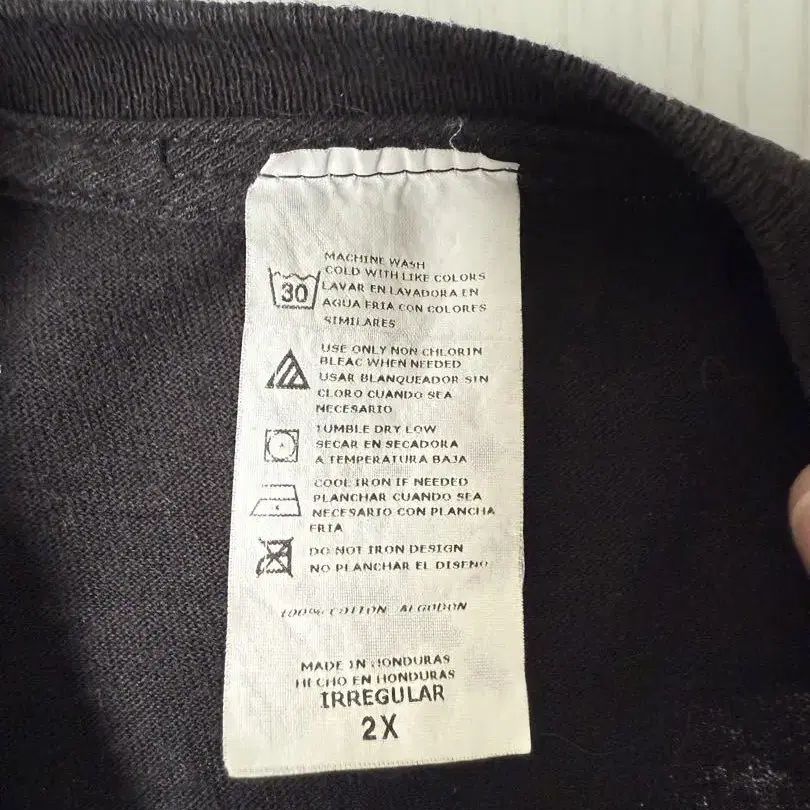 MACHINE WASH
COLD WITH LIKE COLORS
LAVAR EN LAVADORA EN
AGUA FRIA CON COLORES
SIMILARES
30
USE ONLY NON CHLORIN
BLEAC WHEN NEEDED
USAR BLANQUEADOR SIN
CLORO CUANDO SEA
NECESARIO
TUMBLE DRY LOW
SECAR EN SECADORA
A TEMPERATURA BAJA
COOL IRON IF NEEDED
PLANCHAR CUANDO SEA
NECESARIO CON PLANCHA
FRIA
DO NOT IRON DESIGN
NO PLANCHAR EL DISENO
100% COTTON ALGODON
MADE IN HONDURAS
HECHO EN HONDURAS
IRREGULAR
2X